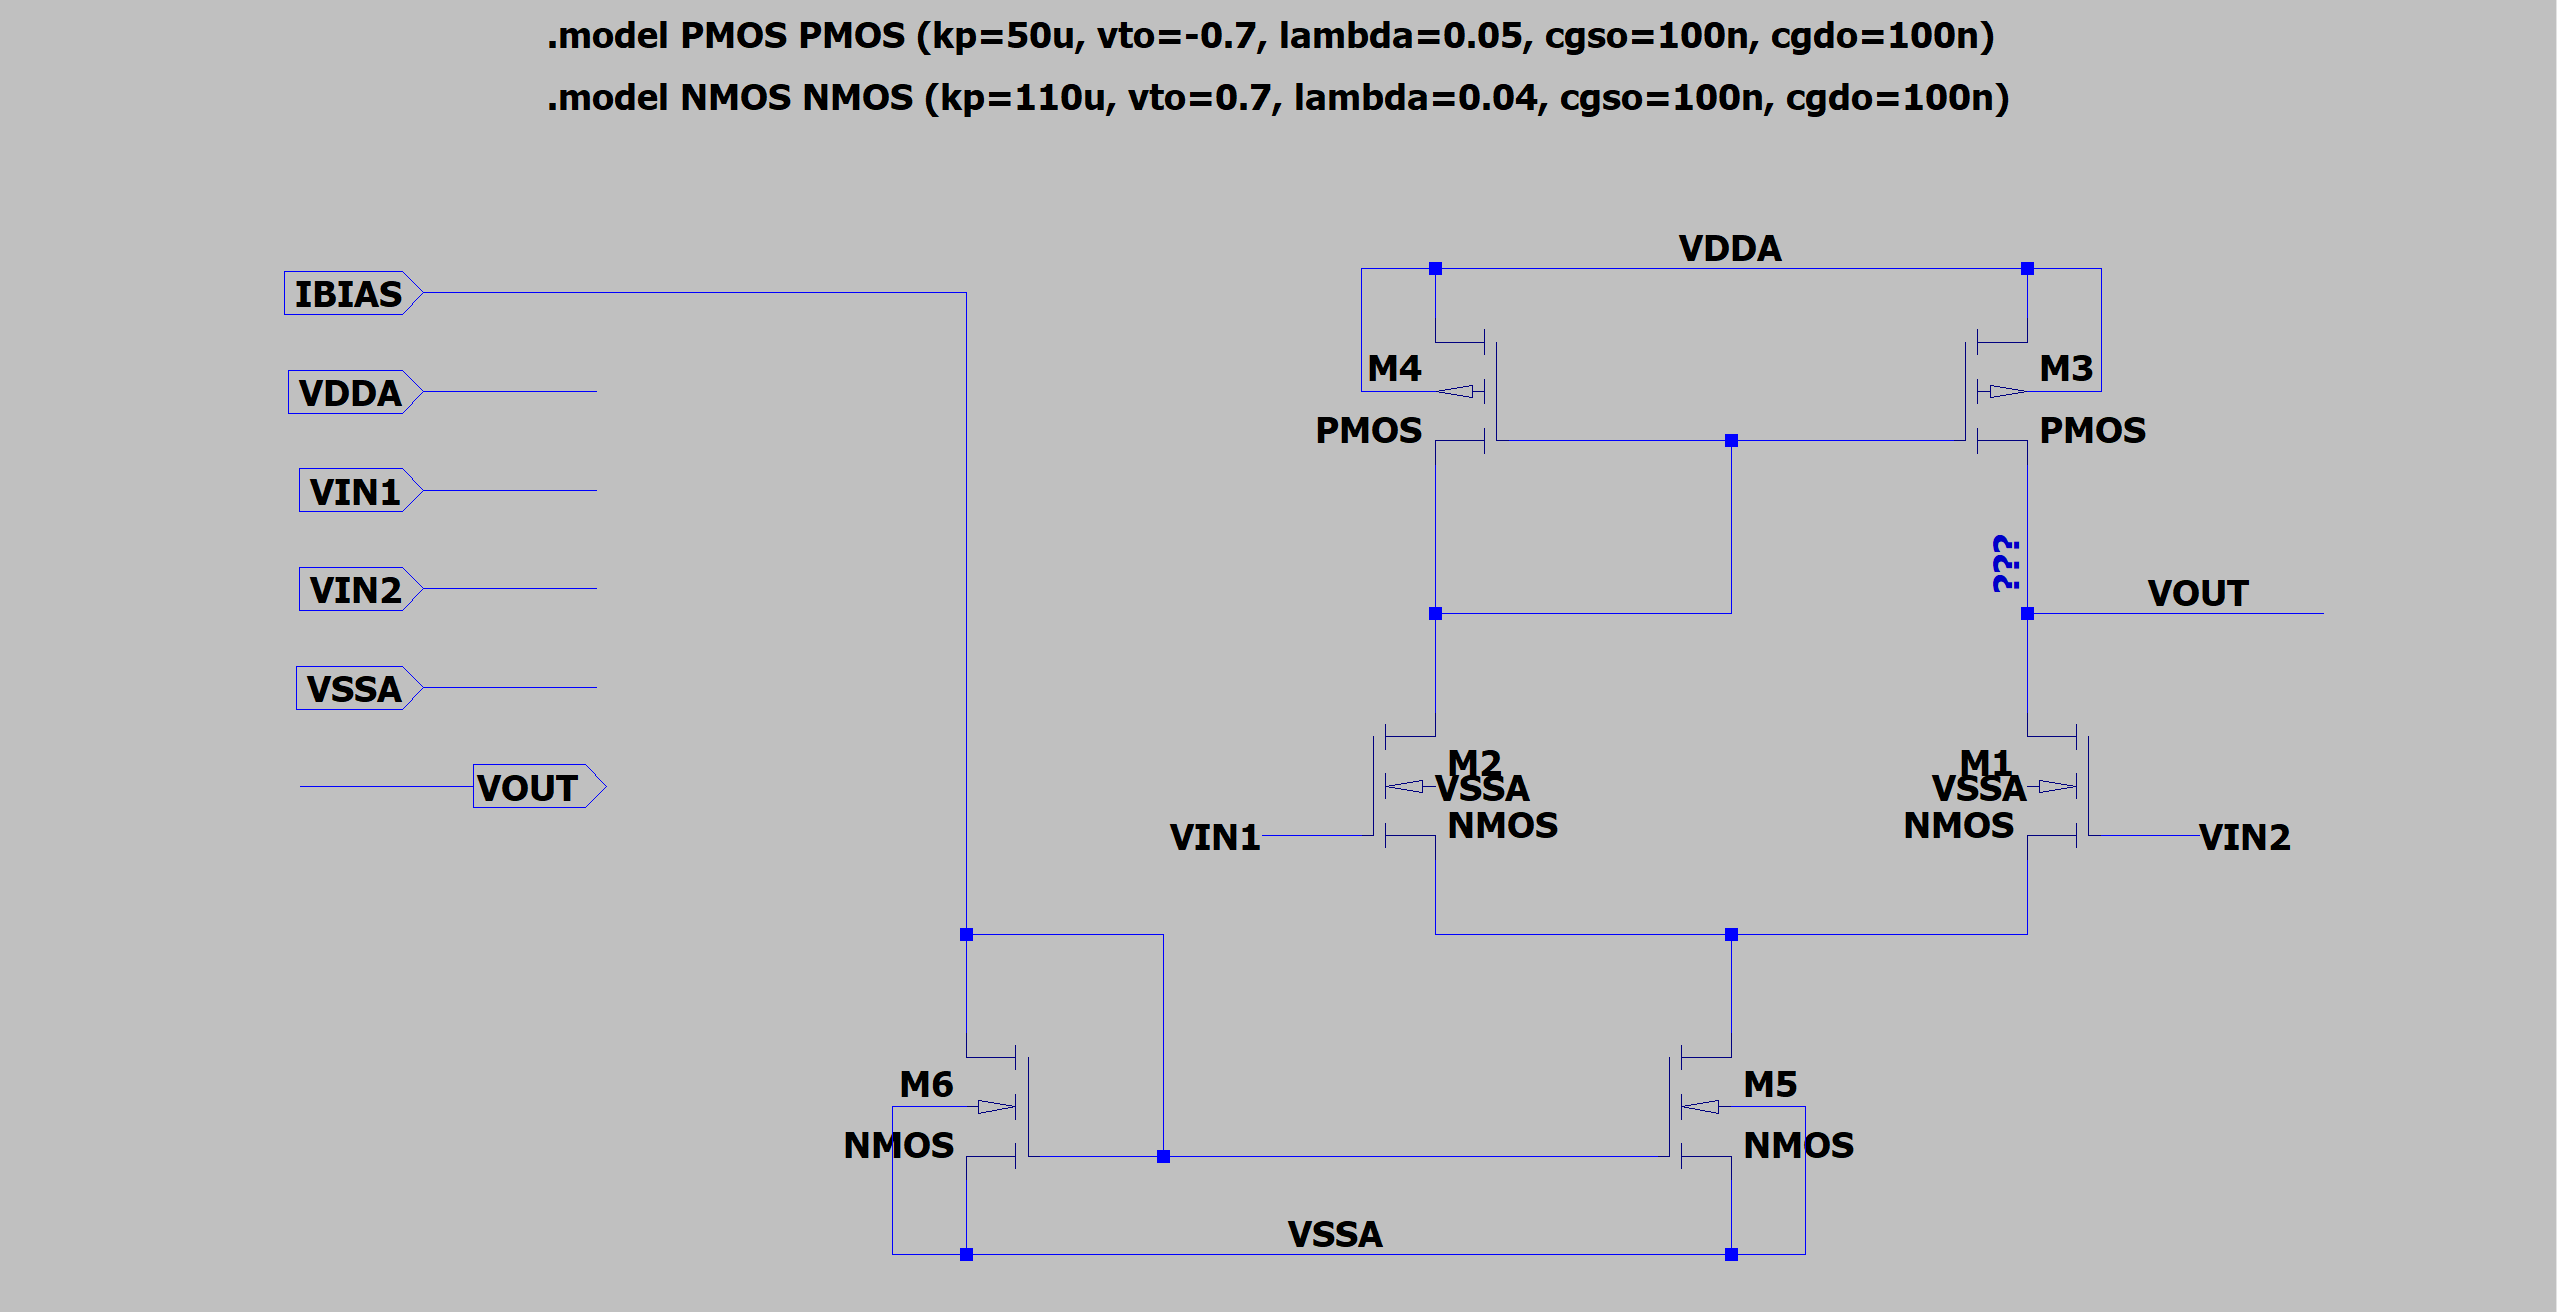 .model PMOS PMOS (kp=50u, vto=-0.7, lambda=0.05, cgso=100n, cgdo=100n)
.model NMOS NMOS (kp=110u, vto=0.7, lambda=0.04, cgso=100n, cgdo=100n)
VDDA
IBIAS
M4
M3
VDDA
PMOS
PMOS
VIN1
???
VIN2
VOUT
VSSA
M2
M1
VOUT
VSSA
VSSA
NMOS
NMOS
VIN1
VIN2
M6
M5
NMOS
NMOS
VSSA